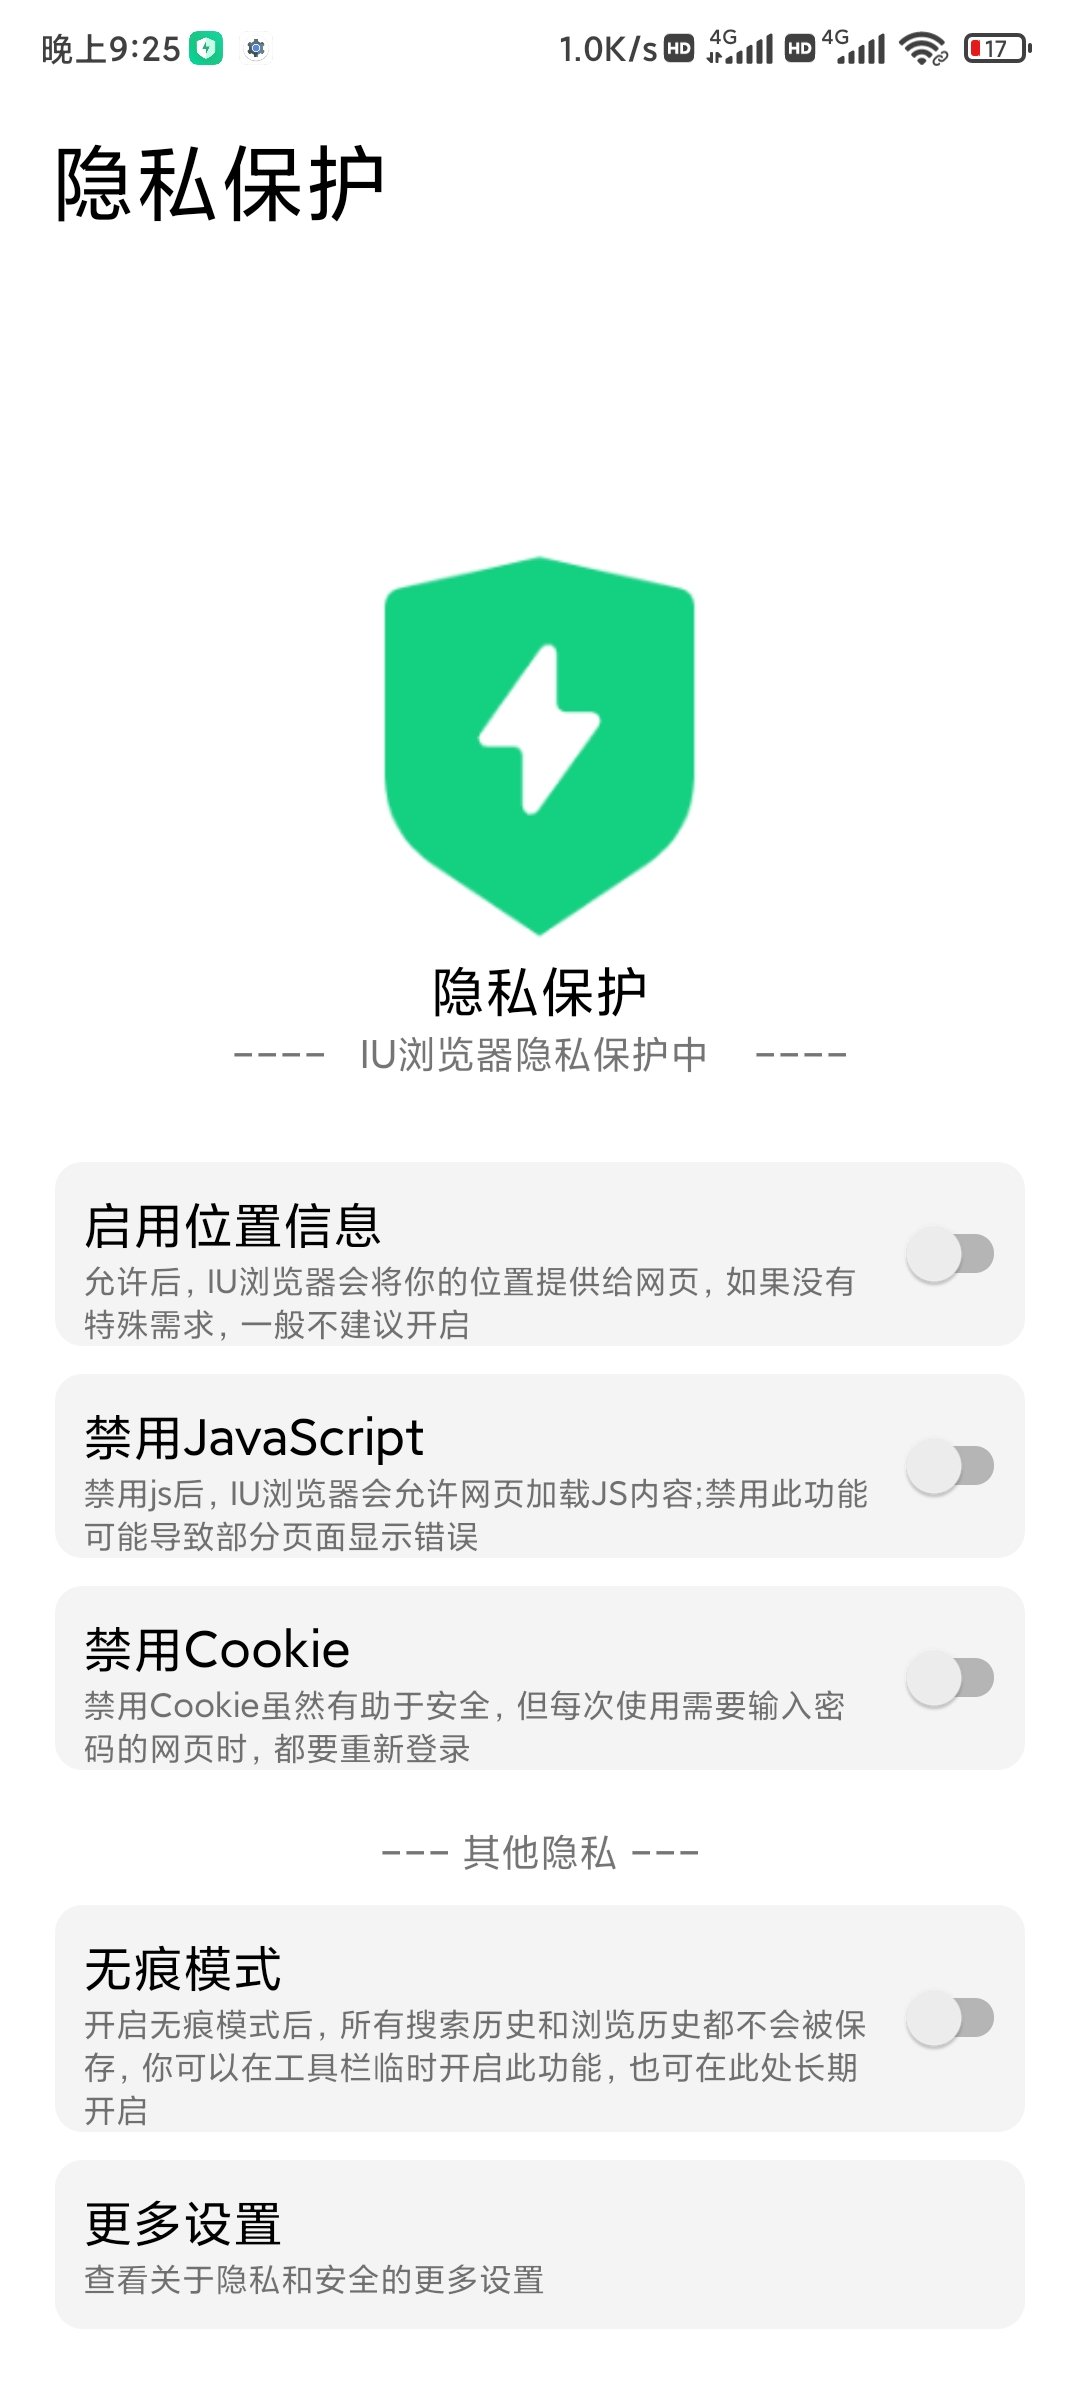 晚上9:25
1.0K/s HD 4G HD 4G 17
隐私保护
隐私保护
---- IU浏览器隐私保护中 ----
启用位置信息
允许后, IU浏览器会将你的位置提供给网页, 如果没有
特殊需求, 一般不建议开启
禁用JavaScript
禁用js后, IU浏览器会允许网页加载JS内容;禁用此功能
可能导致部分页面显示错误
禁用Cookie
禁用Cookie虽然有助于安全, 但每次使用需要输入密
码的网页时, 都要重新登录
--- 其他隐私 ---
无痕模式
开启无痕模式后, 所有搜索历史和浏览历史都不会被保
存, 你可以在工具栏临时开启此功能, 也可在此处长期
开启
更多设置
查看关于隐私和安全的更多设置